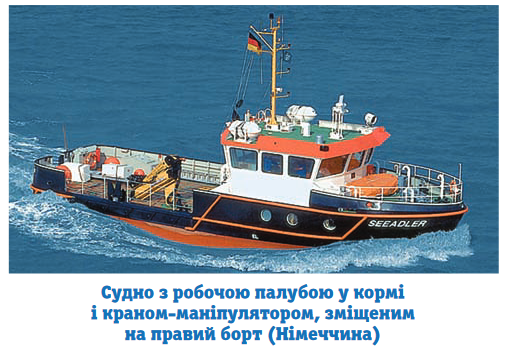 SEEADLER
Судно з робочою палубою у кормі
і краном-маніпулятором, зміщеним
на правий борт (Німеччина)